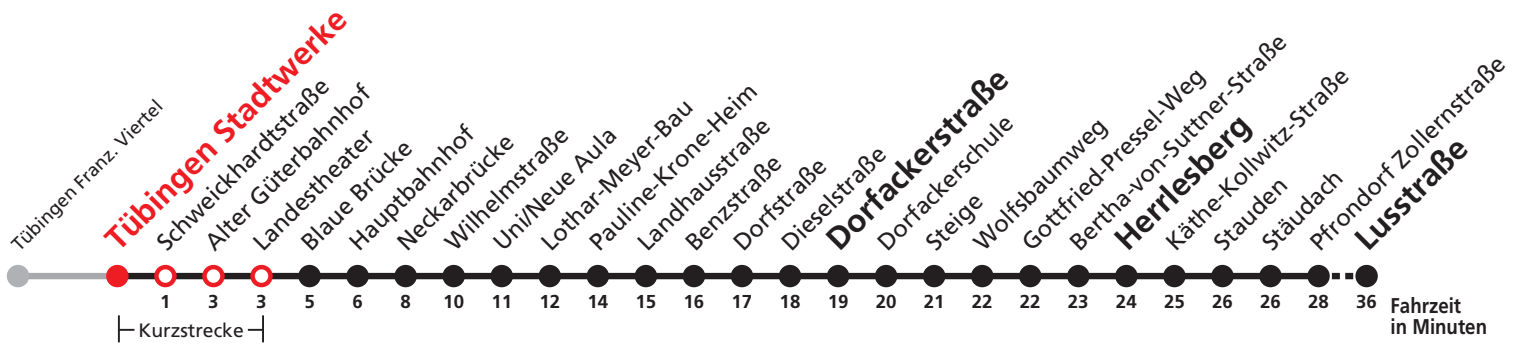 Tübingen Franz. Viertel
Tübingen Stadtwerke
Schweickhardtstraße
Alter Güterbahnhof
Landestheater
Blaue Brücke
Hauptbahnhof
Neckarbrücke
Wilhelmstraße
Uni/Neue Aula
Lothar-Meyer-Bau
Pauline-Krone-Heim
Landhausstraße
Benzstraße
Dorfstraße
Dieselstraße
Dorfackerstraße
Dorfackerschule
Steige
Wolfsbaumweg
Gottfried-Pressel-Weg
Bertha-von-Suttner-Straße
Herrlesberg
Käthe-Kollwitz-Straße
Stauden
Stäudach
Pfrondorf Zolllernstraße
Lusstraße
1 3 3 5 6 8 10 11 12 14 15 16 17 18 19 20 21 22 22 23 24 25 26 26 28 36 Fahrzeit
in Minuten
Kurzstrecke